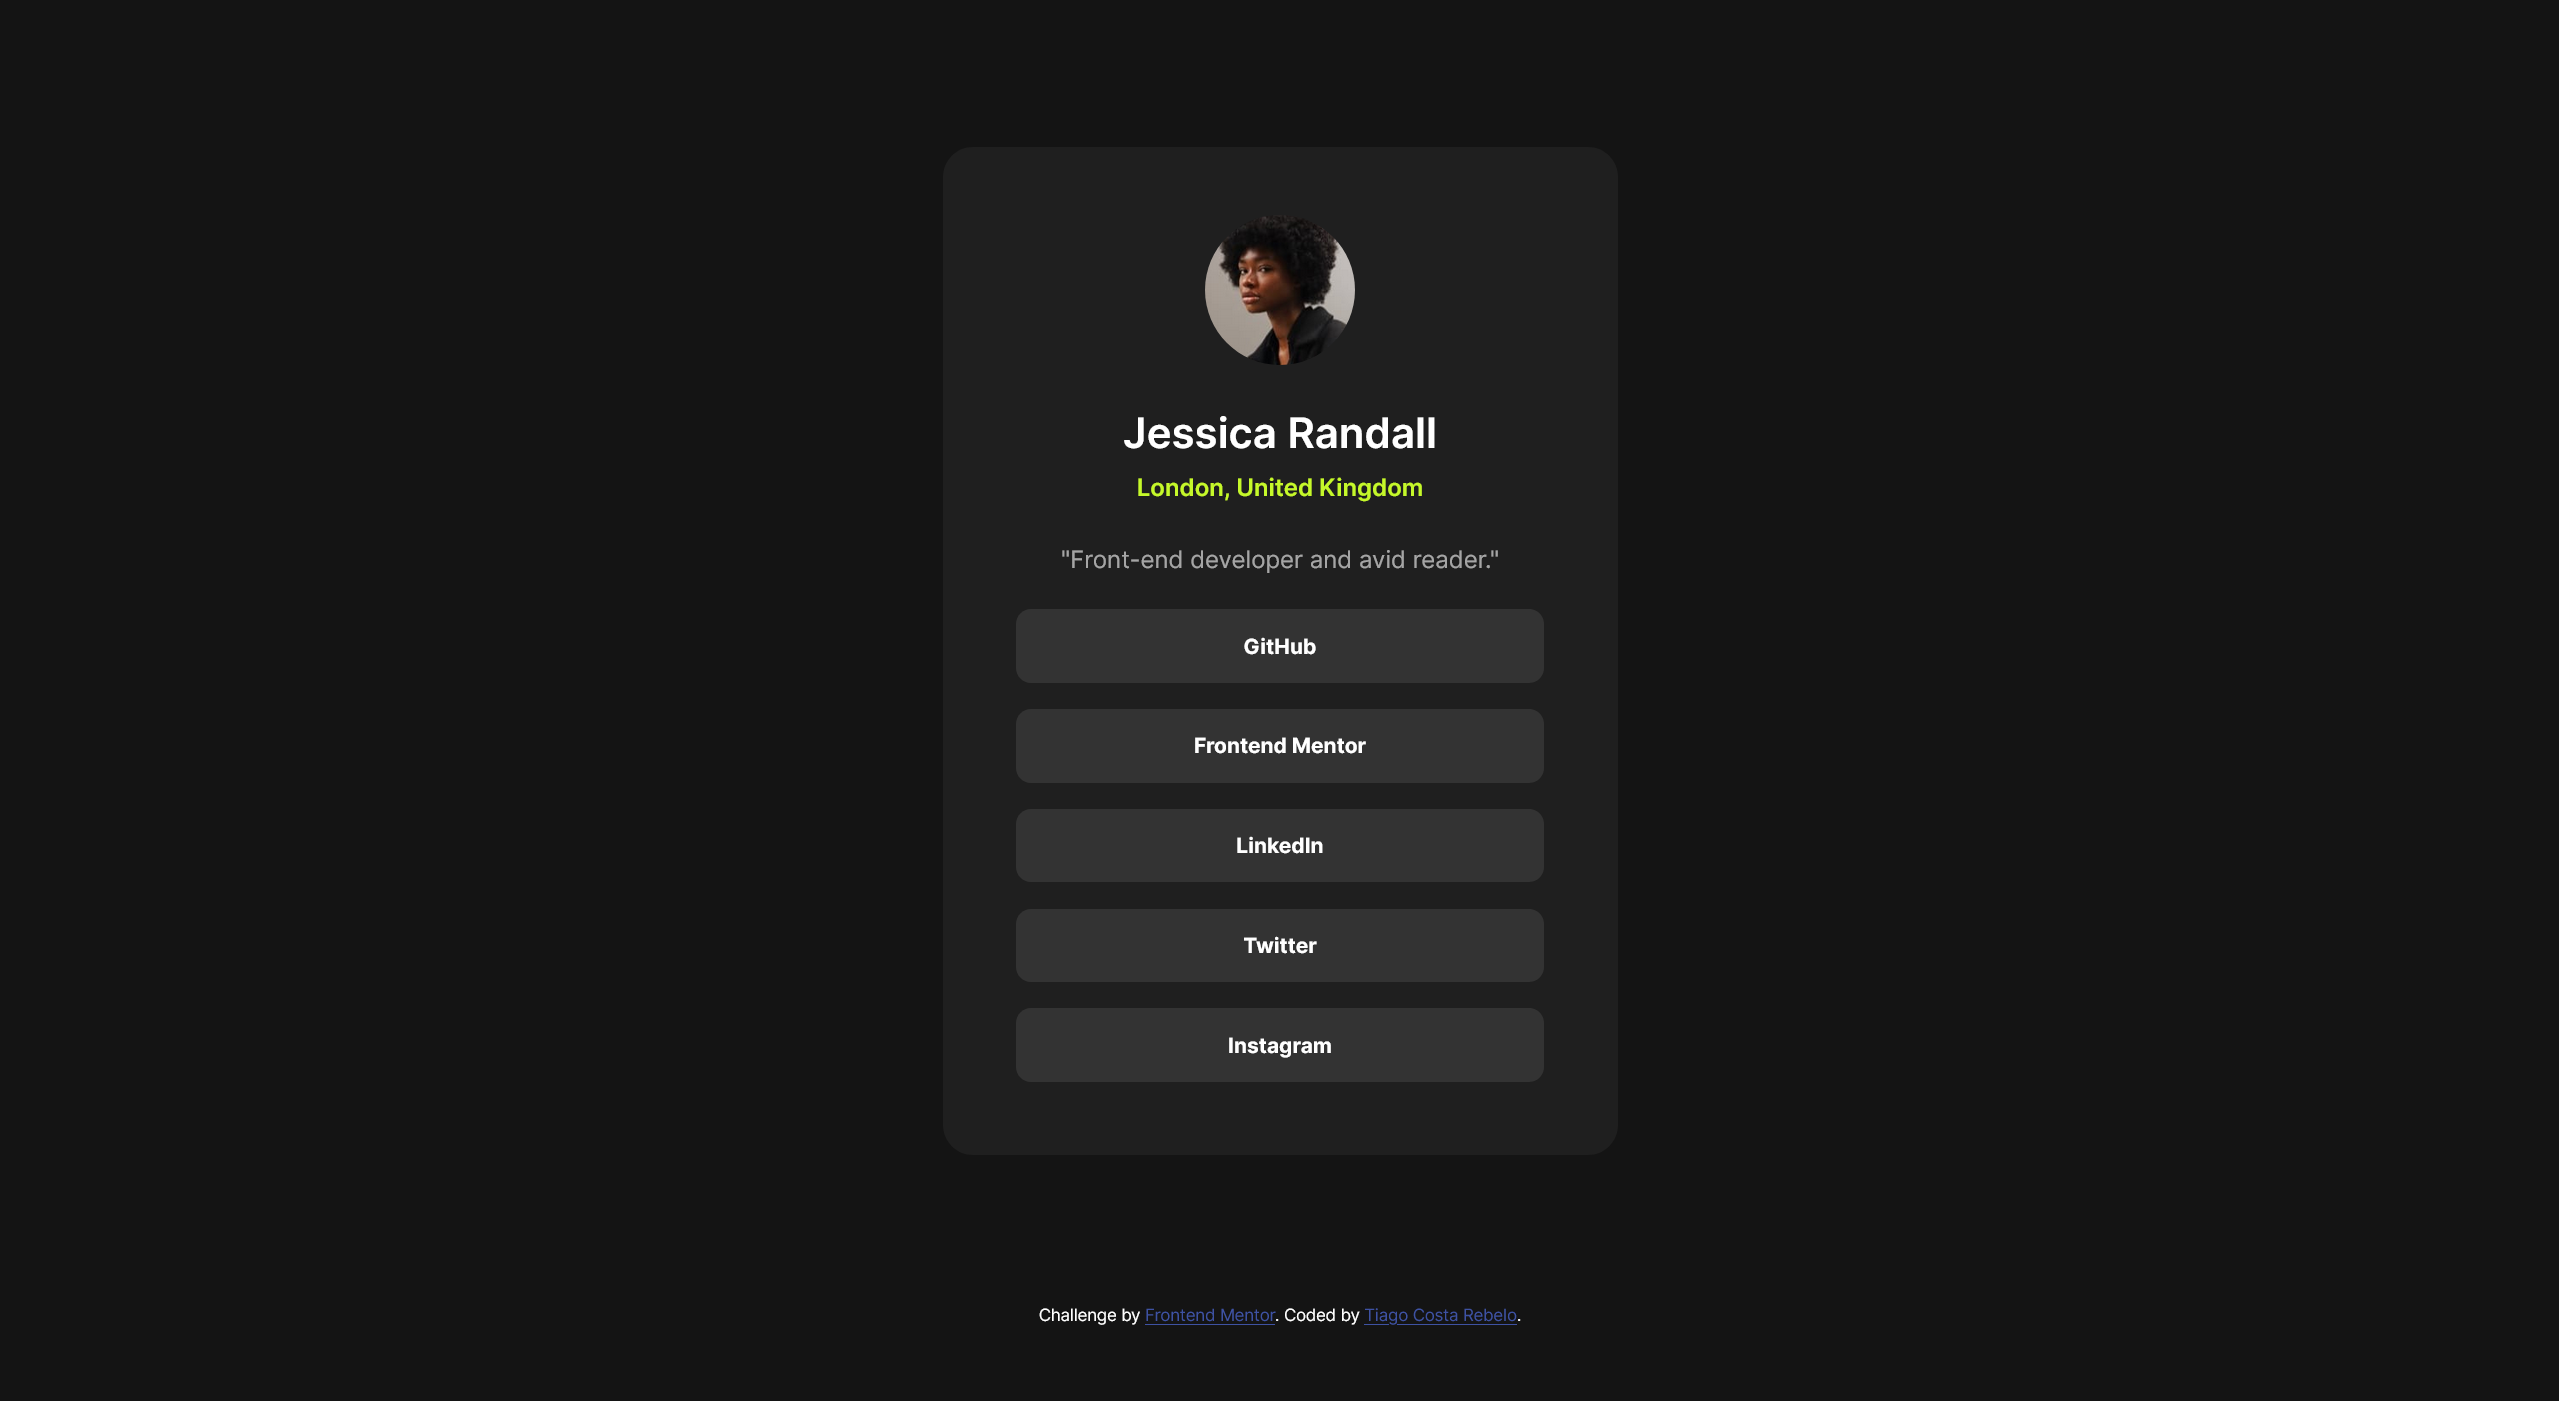 Jessica Randall
London, United Kingdom
"Front-end developer and avid reader."
GitHub
Frontend Mentor
LinkedIn
Twitter
Instagram
Challenge by Frontend Mentor. Coded by Tiago Costa Rebelo.